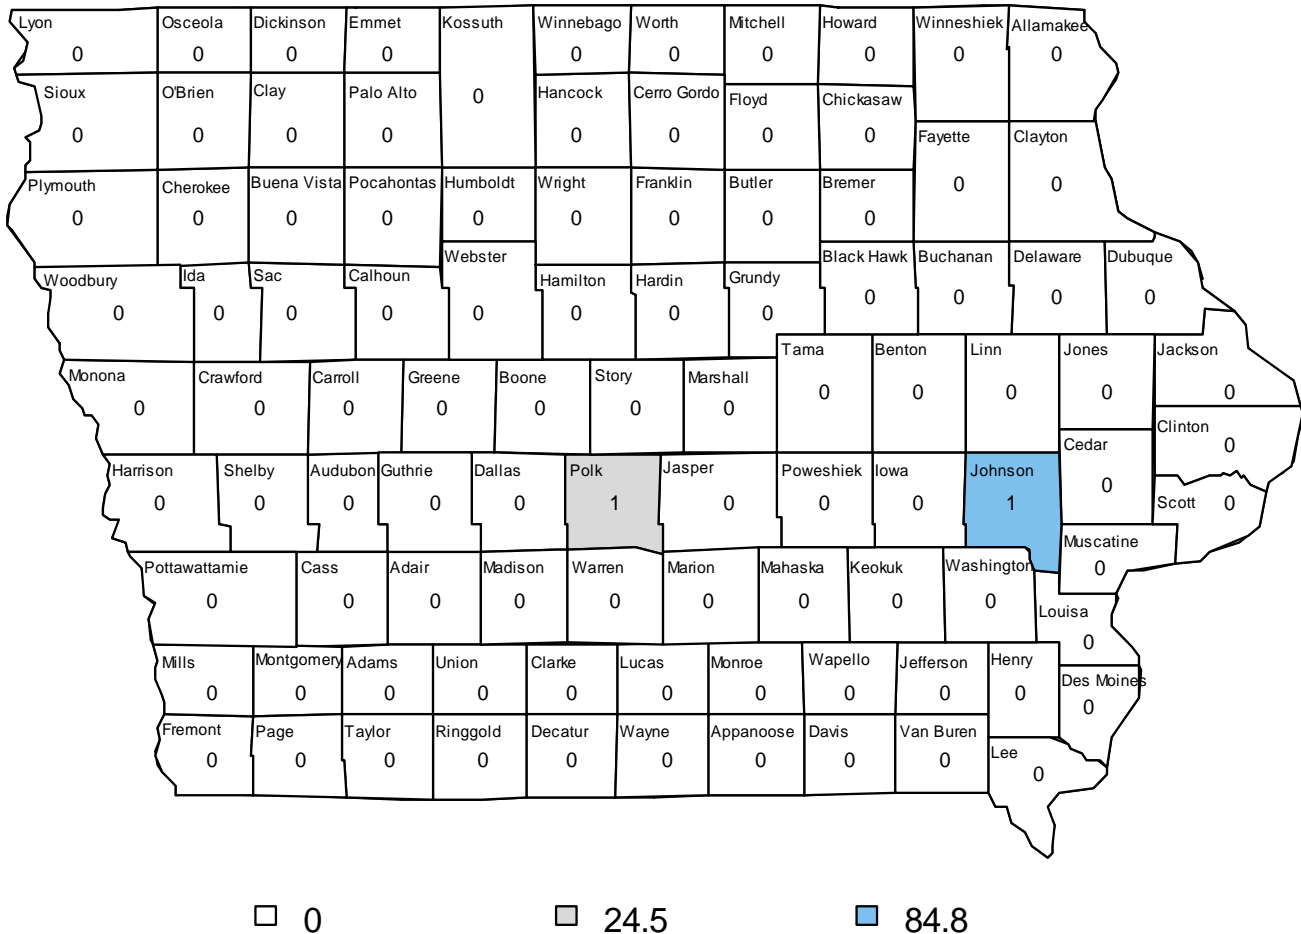 Lyon Osceola Dickinson Emmet Kossuth Winnebago Worth Mitchell Howard Winneshiek Allamakee
0 0 0 0 0 0 0 0 0 0
Sioux O'Brien Clay Palo Alto 0 Hancock Cerro Gordo Floyd Chickasaw
0 0 0 0 0 0 0 0
Fayette Clayton
0 0
Plymouth Cherokee Buena Vista Pocahontas Humboldt Wright Franklin Butler Bremer
0 0 0 0 0 0 0 0 0
Webster Black Hawk Buchanan Delaware Dubuque
Woodbury Ida Sac Calhoun Hamilton Hardin Grundy
0 0 0 0
0 0 0 0 0 0 0 0
Tama Benton Linn Jones Jackson
0 0 0 0 0
Monona Crawford Carroll Greene Boone Story Marshall
0 0 0 0 0 0 0
Clinton
0
Cedar
0
Harrison Shelby Audubon Guthrie Dallas Polk Jasper Poweshiek Iowa Johnson
0 0 0 0 0 1 0 0 0 1
Scott 0
Muscatine
0
Pottawattamie Cass Adair Madison Warren Marion Mahaska Keokuk Washington
0 0 0 0 0 0 0 0 0
Louisa
0
Mills Montgomery Adams Union Clarke Lucas Monroe Wapello Jefferson Henry
0 0 0 0 0 0 0 0 0 0
Des Moines
0
Fremont Page Taylor Ringgold Decatur Wayne Appanoose Davis Van Buren
0 0 0 0 0 0 0 0 0
Lee
0
0 24.5 84.8